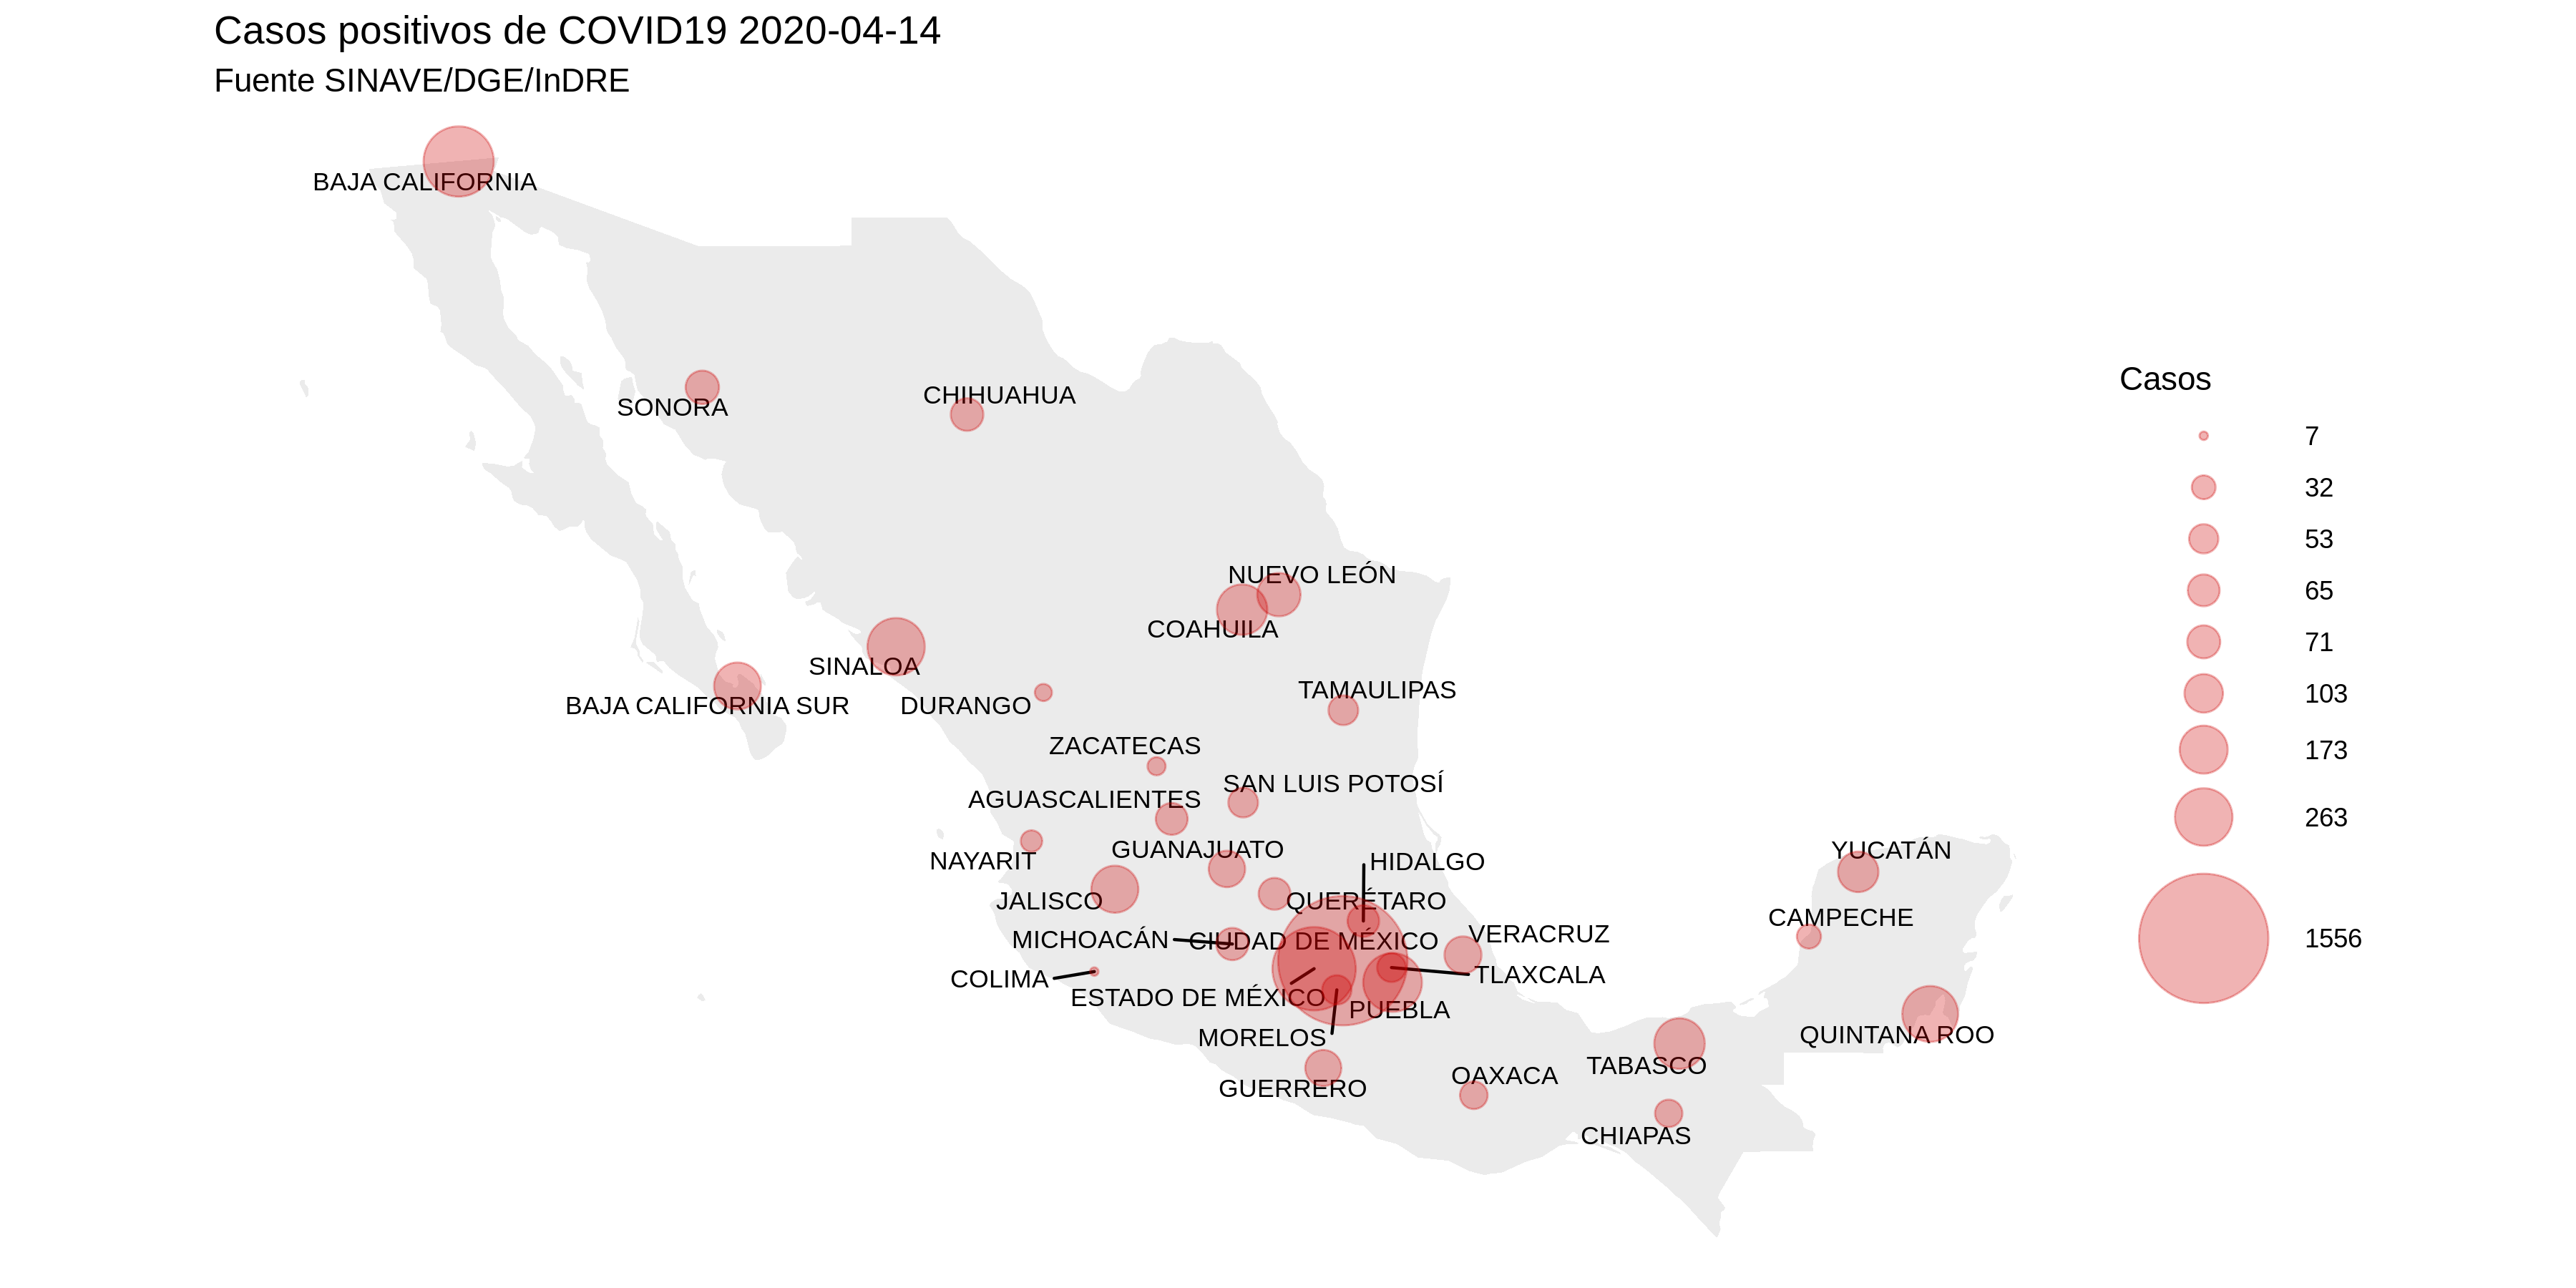 Casos positivos de COVID19 2020-04-14
Fuente SINAVE/DGE/InDRE
BAJA CALIFORNIA
SONORA
CHIHUAHUA
NUEVO LEÓN
COAHUILA
SINALOA
BAJA CALIFORNIA SUR
DURANGO
TAMAULIPAS
ZACATECAS
SAN LUIS POTOSÍ
AGUASCALIENTES
GUANAJUATO
NAYARIT
HIDALGO
JALISCO
QUERÉTARO
MICHOACÁN
CIUDAD DE MÉXICO
VERACRUZ
COLIMA
TLAXCALA
ESTADO DE MÉXICO
PUEBLA
MORELOS
GUERRERO
OAXACA
TABASCO
CHIAPAS
YUCATÁN
CAMPECHE
QUINTANA ROO
Casos
7
32
53
65
71
103
173
263
1556